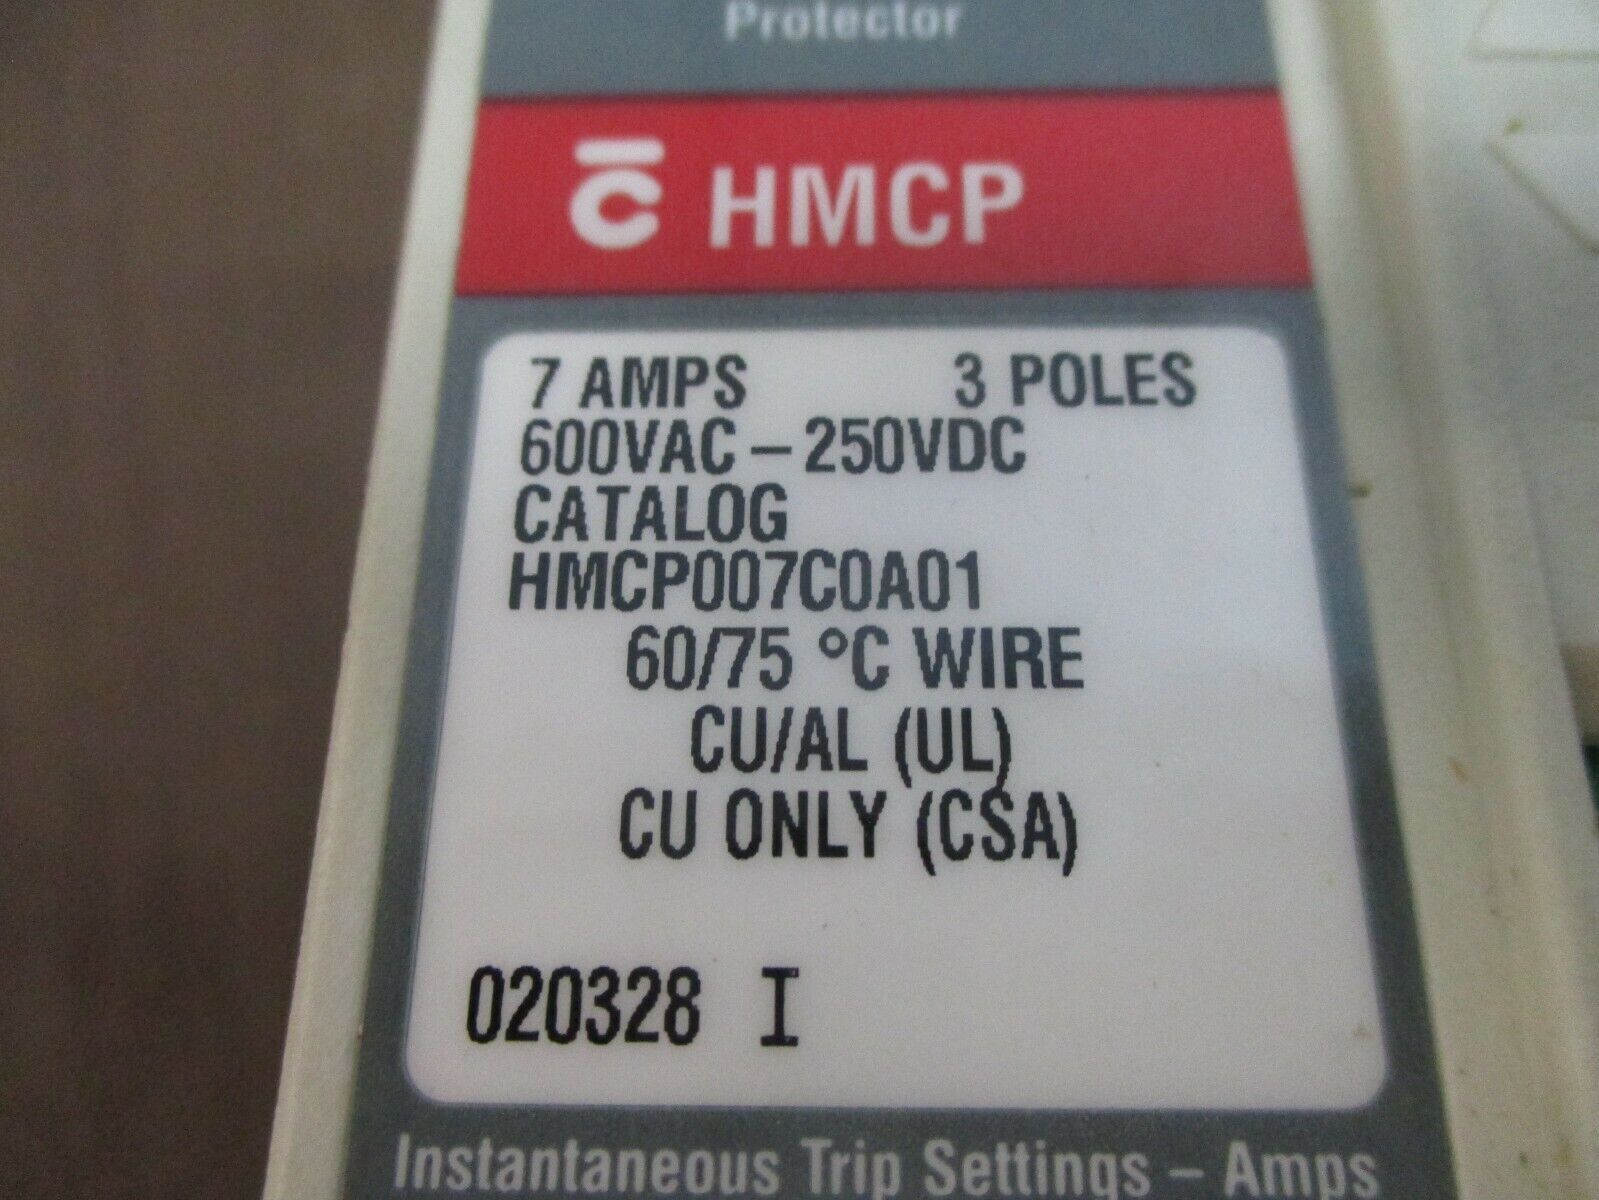 Protector
C HMCP
7 AMPS 3 POLES
600VAC – 250VDC
CATALOG
HMCP007C0A01
60/75 °C WIRE
CU/AL (UL)
CU ONLY (CSA)
020328 I
Instantaneous Trip Settings – Amps